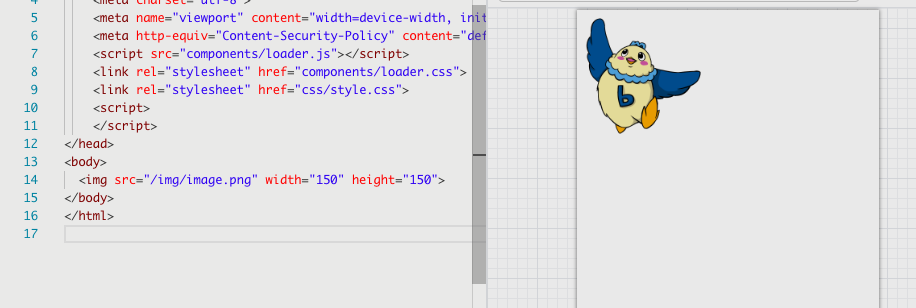 4 <meta charset="utf-8">
5 <meta name="viewport" content="width=device-width, init
6 <meta http-equiv="Content-Security-Policy" content="def
7 <script src="components/loader.js"></script>
8 <link rel="stylesheet" href="components/loader.css">
9 <link rel="stylesheet" href="css/style.css">
10 <script>
11 </script>
12 </head>
13 <body>
14 <img src="/img/image.png" width="150" height="150">
15 </body>
16 </html>
17
b